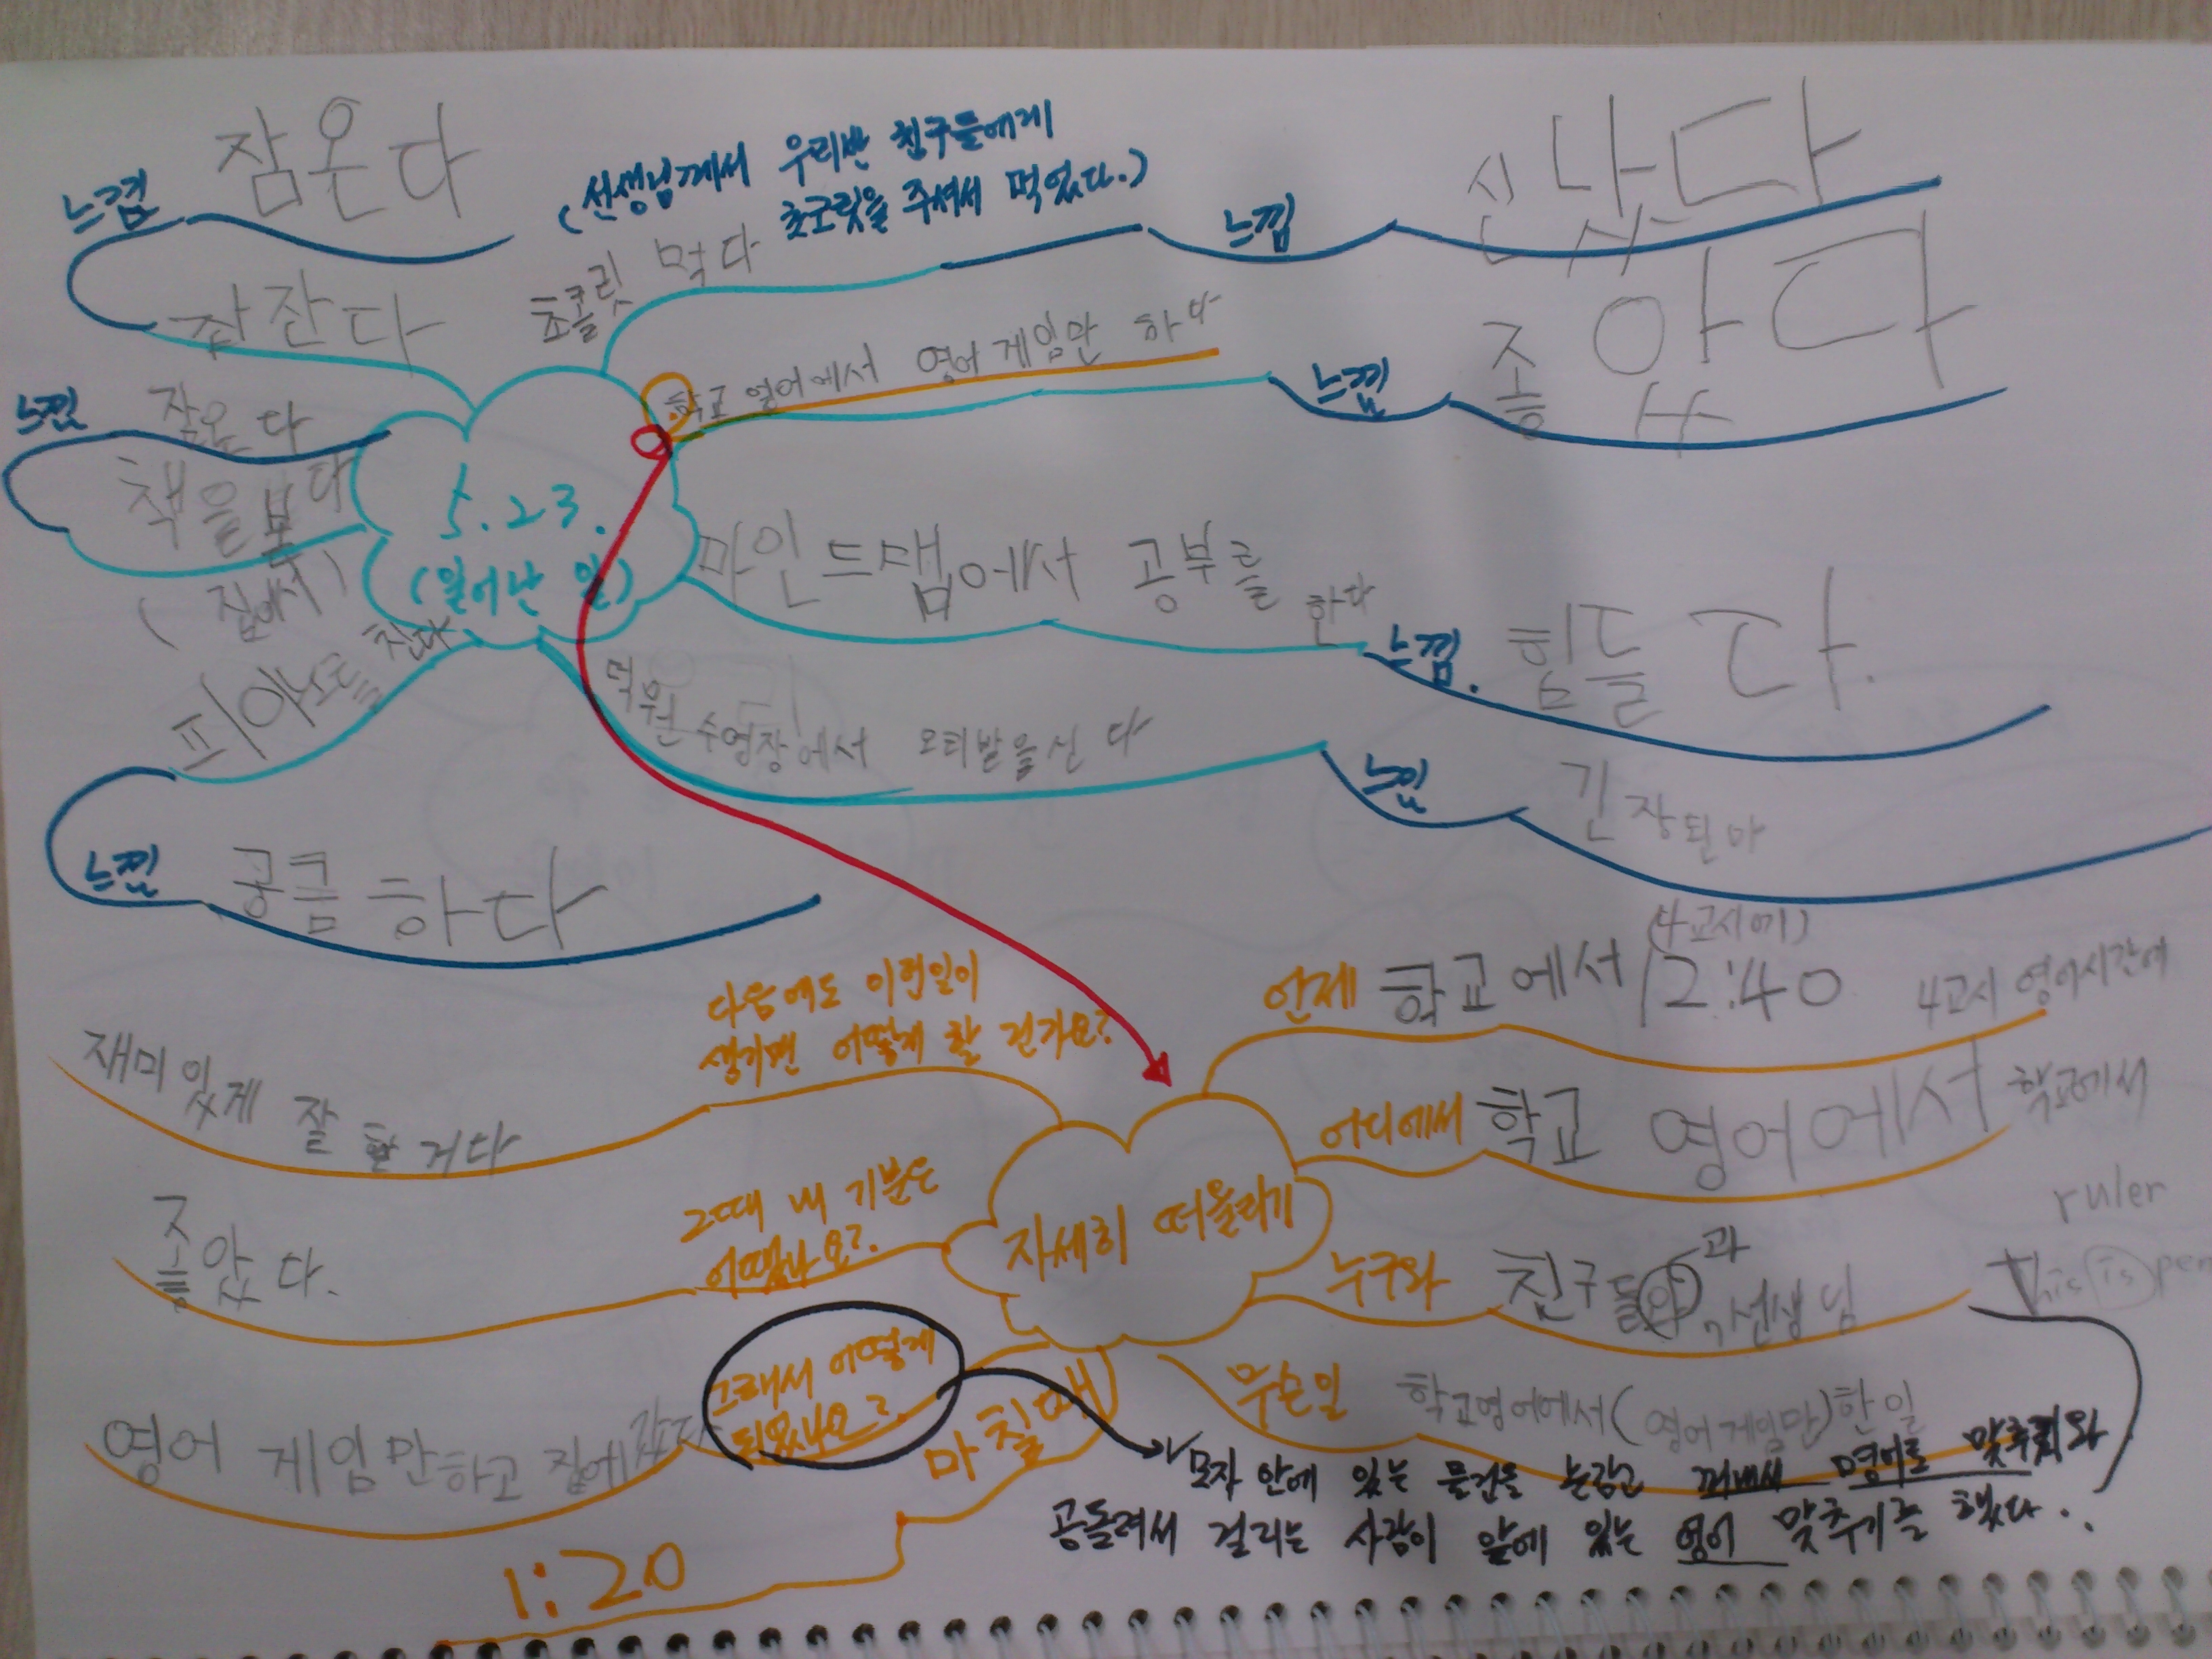 잠온다
느낌
잠잔다
(선생님께서 우리반 친구들에게
초코릿을 주셔서 먹었다.)
초콜릿 먹다
느낌
신난다
학교 영어에서 영어 게임만 하다
느낌
좋았다
느낌
잠온다
책을 본다
(집에서)
5.23.
(일어난 일)
마인드맵에서 공부를
한다
느낌.
힘들다.
피아노를 친다
수영장에서 오티발을신다
느낌
느낌
궁금하다
다음에도 이런일이
생기면 어떻게 할 건가요?
재미있게 잘 할거다
언제 학교에서 12:40
(4교시에)
4교시 영어시간에
어디에서 학교 영어에서 학교에서
그때 내 기분은
어땠나요?
좋았다.
자세히 떠올리기
누구와 친구들와 선생님
과
ruler
This is pen
그래서 어떻게
되었나요?
영어 게임만하고 집에 갔다
무슨일 학교영어에서(영어게임만)한일
마칠때
1:20
모자 안에 있는 물건을 눈감고 꺼내서 영어로 맞추기와
공돌려서 걸리는 사람이 앞에 있는 영어 맞추기를 했다.